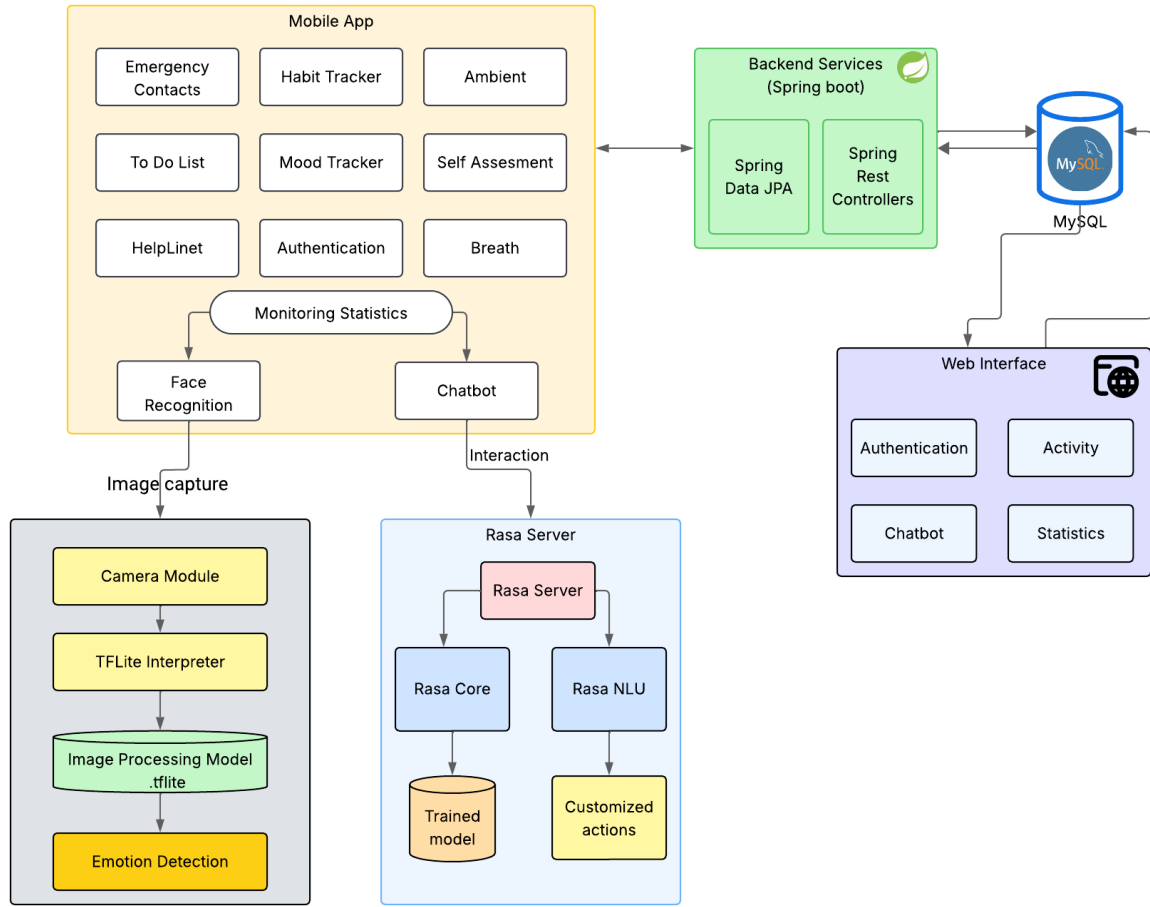 Mobile App
Emergency
Contacts
Habit Tracker
Ambient
To Do List
Mood Tracker
Self Assesment
HelpLinet
Authentication
Breath
Monitoring Statistics
Face
Recognition
Chatbot
Backend Services
(Spring boot)
Spring
Data JPA
Spring
Rest
Controllers
MySQL
MySQL
Web Interface
Authentication
Activity
Chatbot
Statistics
Image capture
Interaction
Camera Module
TFLite Interpreter
Image Processing Model
.tflite
Emotion Detection
Rasa Server
Rasa Server
Rasa Core
Rasa NLU
Trained
model
Customized
actions